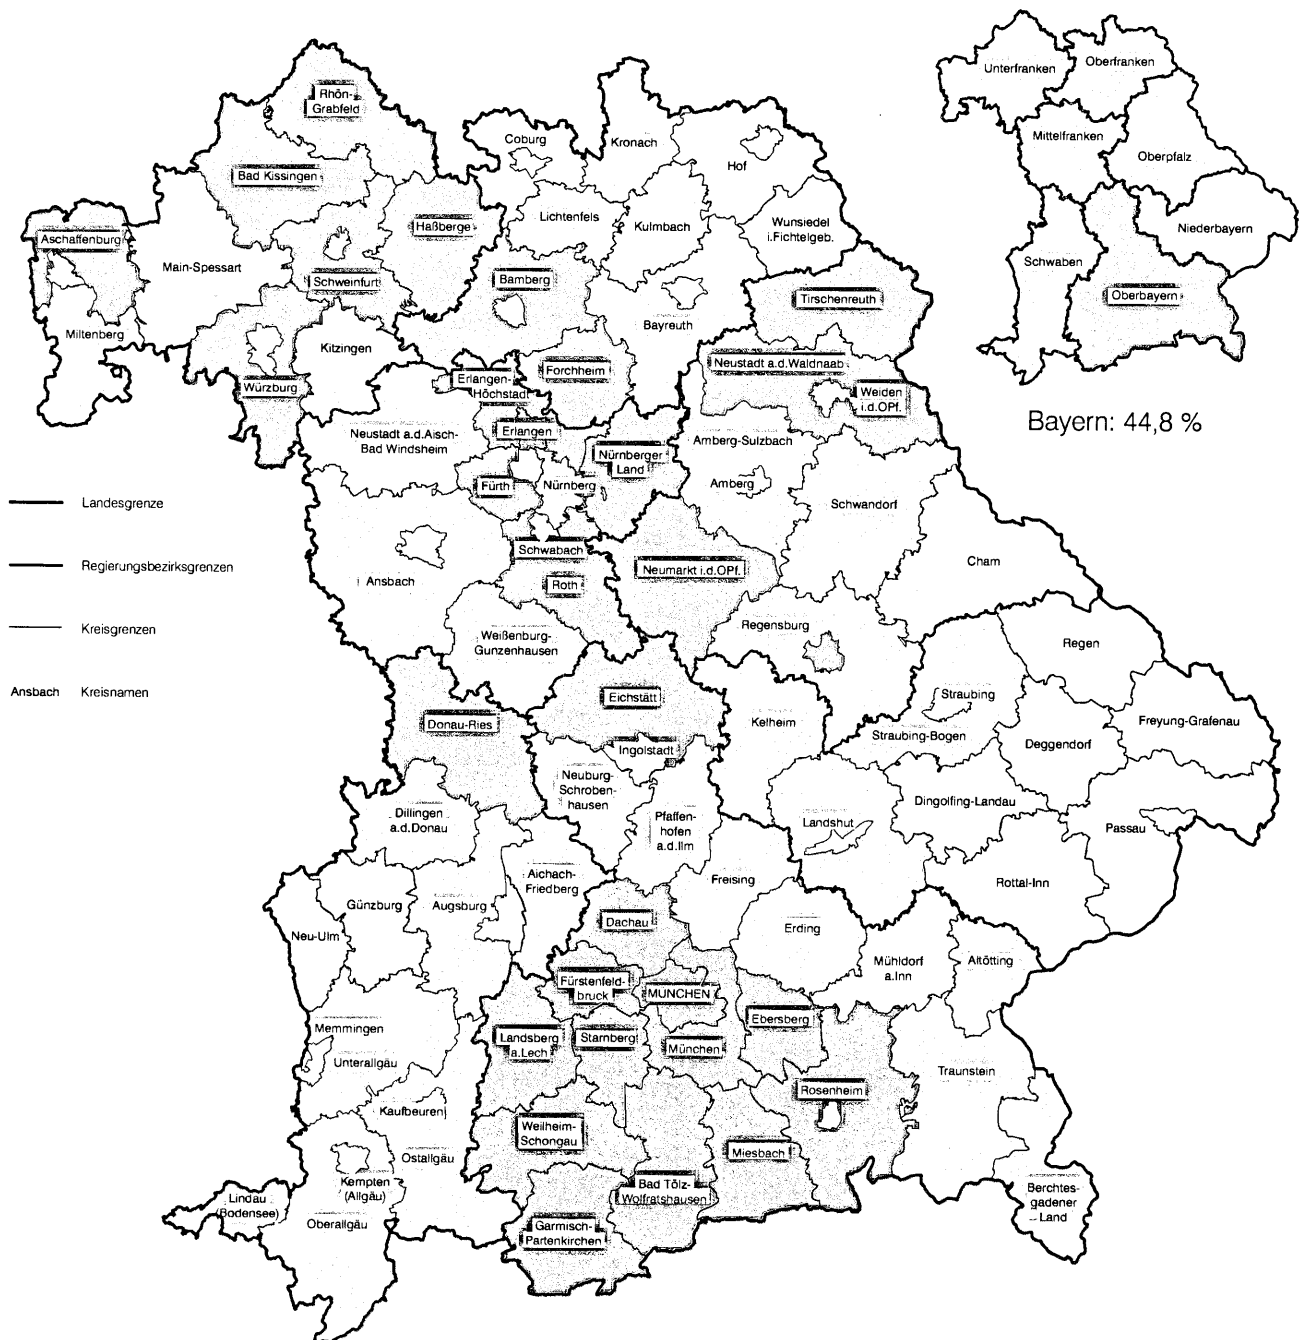 Unterfranken
Oberfranken
Mittelfranken
Oberpfalz
Niederbayern
Schwaben
Oberbayern
Bayern: 44,8 %
Rhön-
Grabfeld
Coburg
Kronach
Hof
Bad Kissingen
Lichtenfels
Kulmbach
Wunsiedel
i.Fichtelgeb.
Haßberge
Aschaffenburg
Main-Spessart
Schweinfurt
Bamberg
Tirschenreuth
Miltenberg
Bayreuth
Kitzingen
Neustadt a.d.Waldnaab
Forchheim
Erlangen-
Höchstadt
Würzburg
Weiden
i.d.OPf.
Neustadt a.d.Aisch-
Bad Windsheim
Erlangen
Amberg-Sulzbach
Nürnberger
Land
Fürth
Nürnberg
Amberg
Schwandorf
Landesgrenze
Regierungsbezirksgrenzen
Kreisgrenzen
Ansbach Kreisnamen
Schwabach
Cham
Neumarkt i.d.OPf.
Ansbach
Roth
Regensburg
Weißenburg-
Gunzenhausen
Regen
Eichstätt
Straubing
Donau-Ries
Kelheim
Freyung-Grafenau
Straubing-Bogen
Deggendorf
Ingolstadt
Neuburg-
Schroben-
hausen
Dingolfing-Landau
Dillingen
a.d.Donau
Pfaffen-
hofen
a.d.Ilm
Landshut
Passau
Aichach-
Friedberg
Freising
Rottal-Inn
Günzburg
Augsburg
Dachau
Erding
Neu-Ulm
Mühldorf
a.Inn
Altötting
Fürstenfeld-
bruck
MÜNCHEN
Ebersberg
Memmingen
Landsberg
a.Lech
Starnberg
München
Unterallgäu
Traunstein
Rosenheim
Kaufbeuren
Weilheim-
Schongau
Miesbach
Ostallgäu
Kempten
(Allgäu)
Bad Tölz-
Wolfratshausen
Lindau
(Bodensee)
Berchtes-
gadener
Land
Oberallgäu
Garmisch-
Partenkirchen